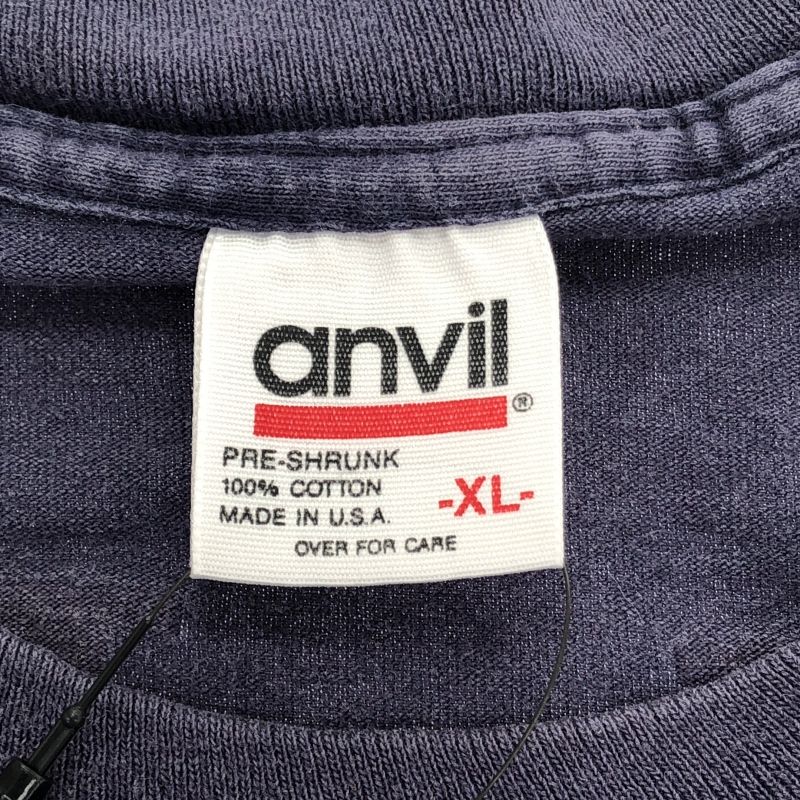 anvil®
PRE-SHRUNK
100% COTTON
MADE IN U.S.A.
-XL-
OVER FOR CARE